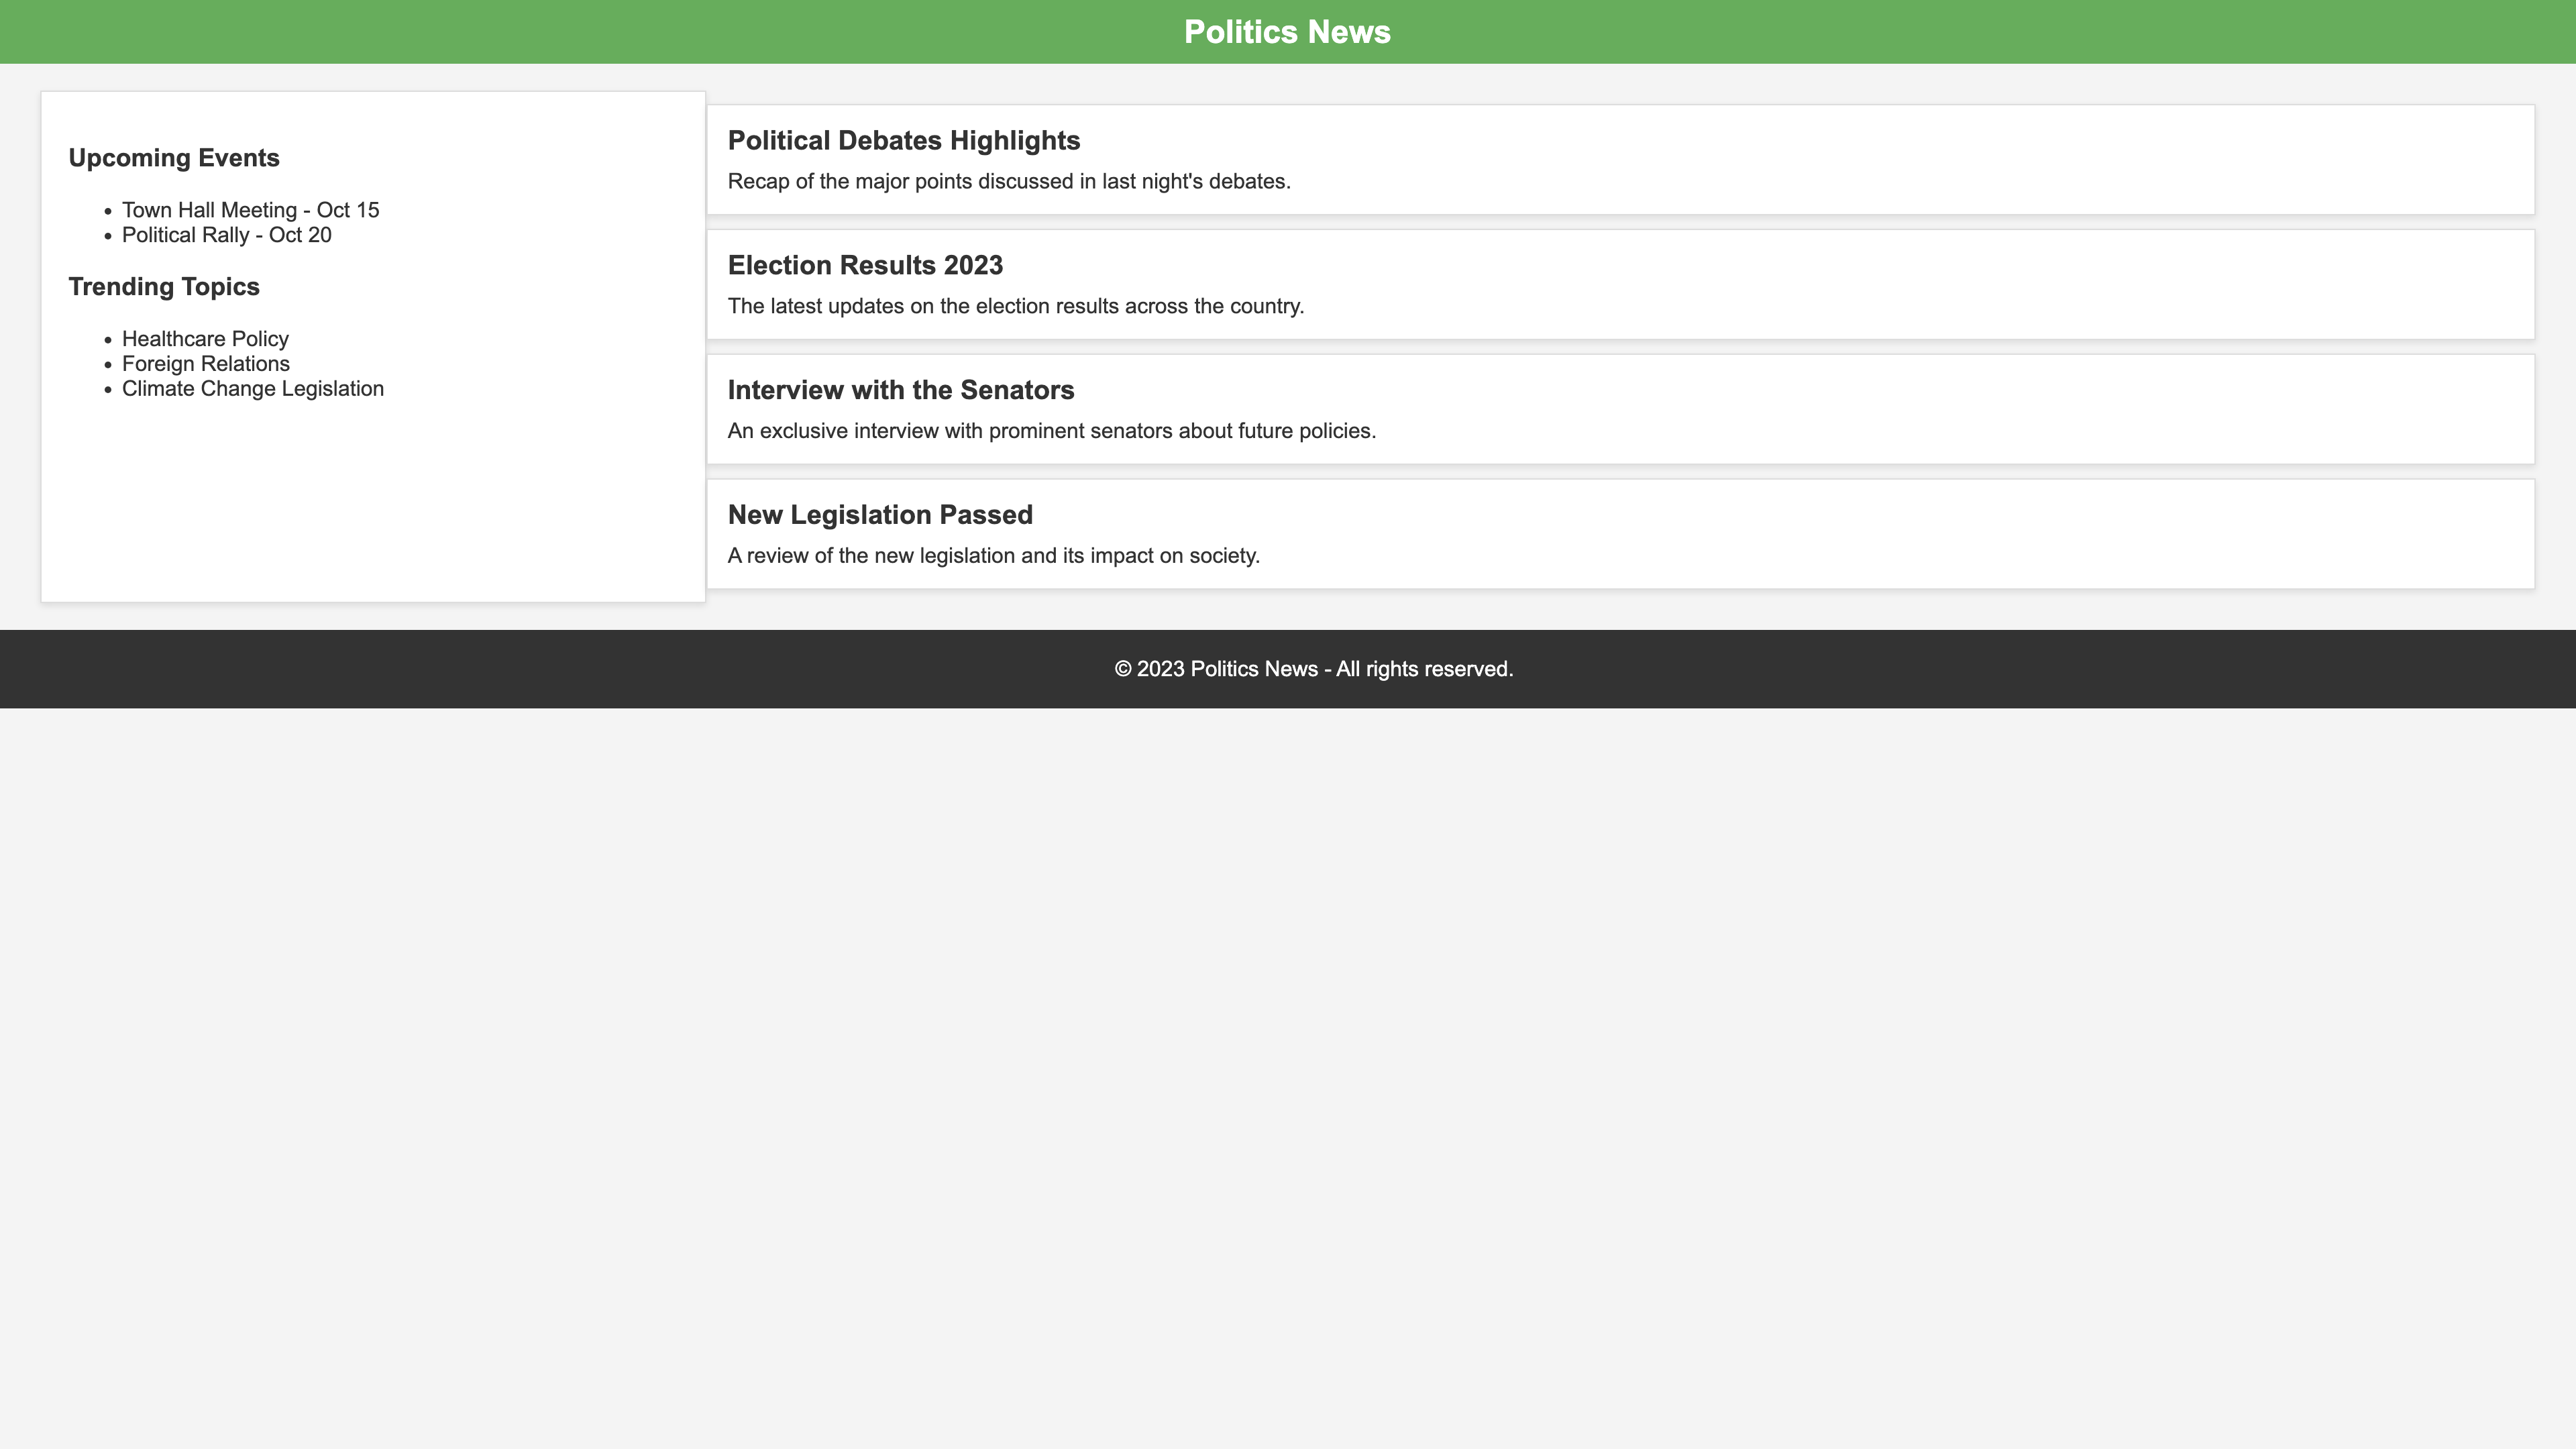 Politics News
Upcoming Events
• Town Hall Meeting - Oct 15
• Political Rally - Oct 20
Trending Topics
• Healthcare Policy
• Foreign Relations
• Climate Change Legislation
Political Debates Highlights
Recap of the major points discussed in last night's debates.
Election Results 2023
The latest updates on the election results across the country.
Interview with the Senators
An exclusive interview with prominent senators about future policies.
New Legislation Passed
A review of the new legislation and its impact on society.
© 2023 Politics News - All rights reserved.